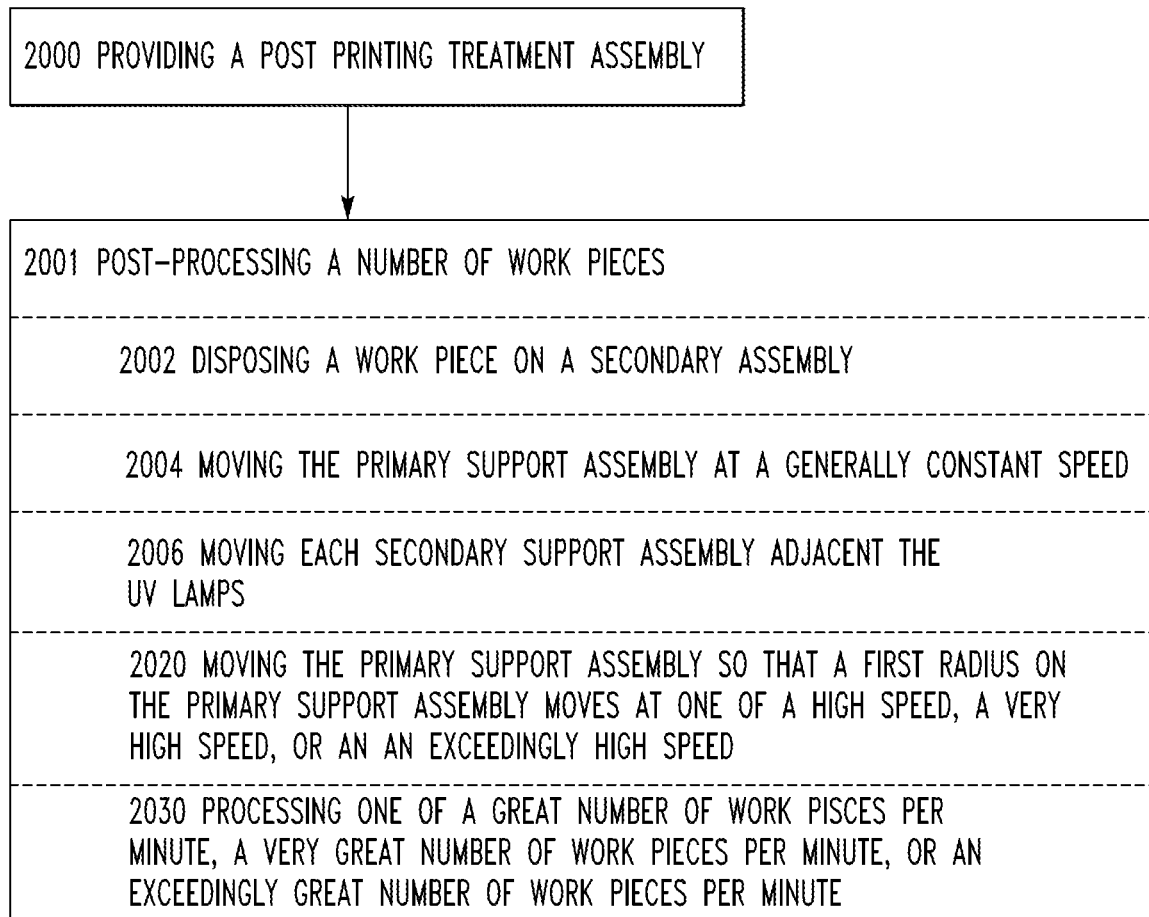 2000 PROVIDING A POST PRINTING TREATMENT ASSEMBLY
2001 POST-PROCESSING A NUMBER OF WORK PIECES
2002 DISPOSING A WORK PIECE ON A SECONDARY ASSEMBLY
2004 MOVING THE PRIMARY SUPPORT ASSEMBLY AT A GENERALLY CONSTANT SPEED
2006 MOVING EACH SECONDARY SUPPORT ASSEMBLY ADJACENT THE
UV LAMPS
2020 MOVING THE PRIMARY SUPPORT ASSEMBLY SO THAT A FIRST RADIUS ON
THE PRIMARY SUPPORT ASSEMBLY MOVES AT ONE OF A HIGH SPEED, A VERY
HIGH SPEED, OR AN AN EXCEEDINGLY HIGH SPEED
2030 PROCESSING ONE OF A GREAT NUMBER OF WORK PISCES PER
MINUTE, A VERY GREAT NUMBER OF WORK PIECES PER MINUTE, OR AN
EXCEEDINGLY GREAT NUMBER OF WORK PIECES PER MINUTE